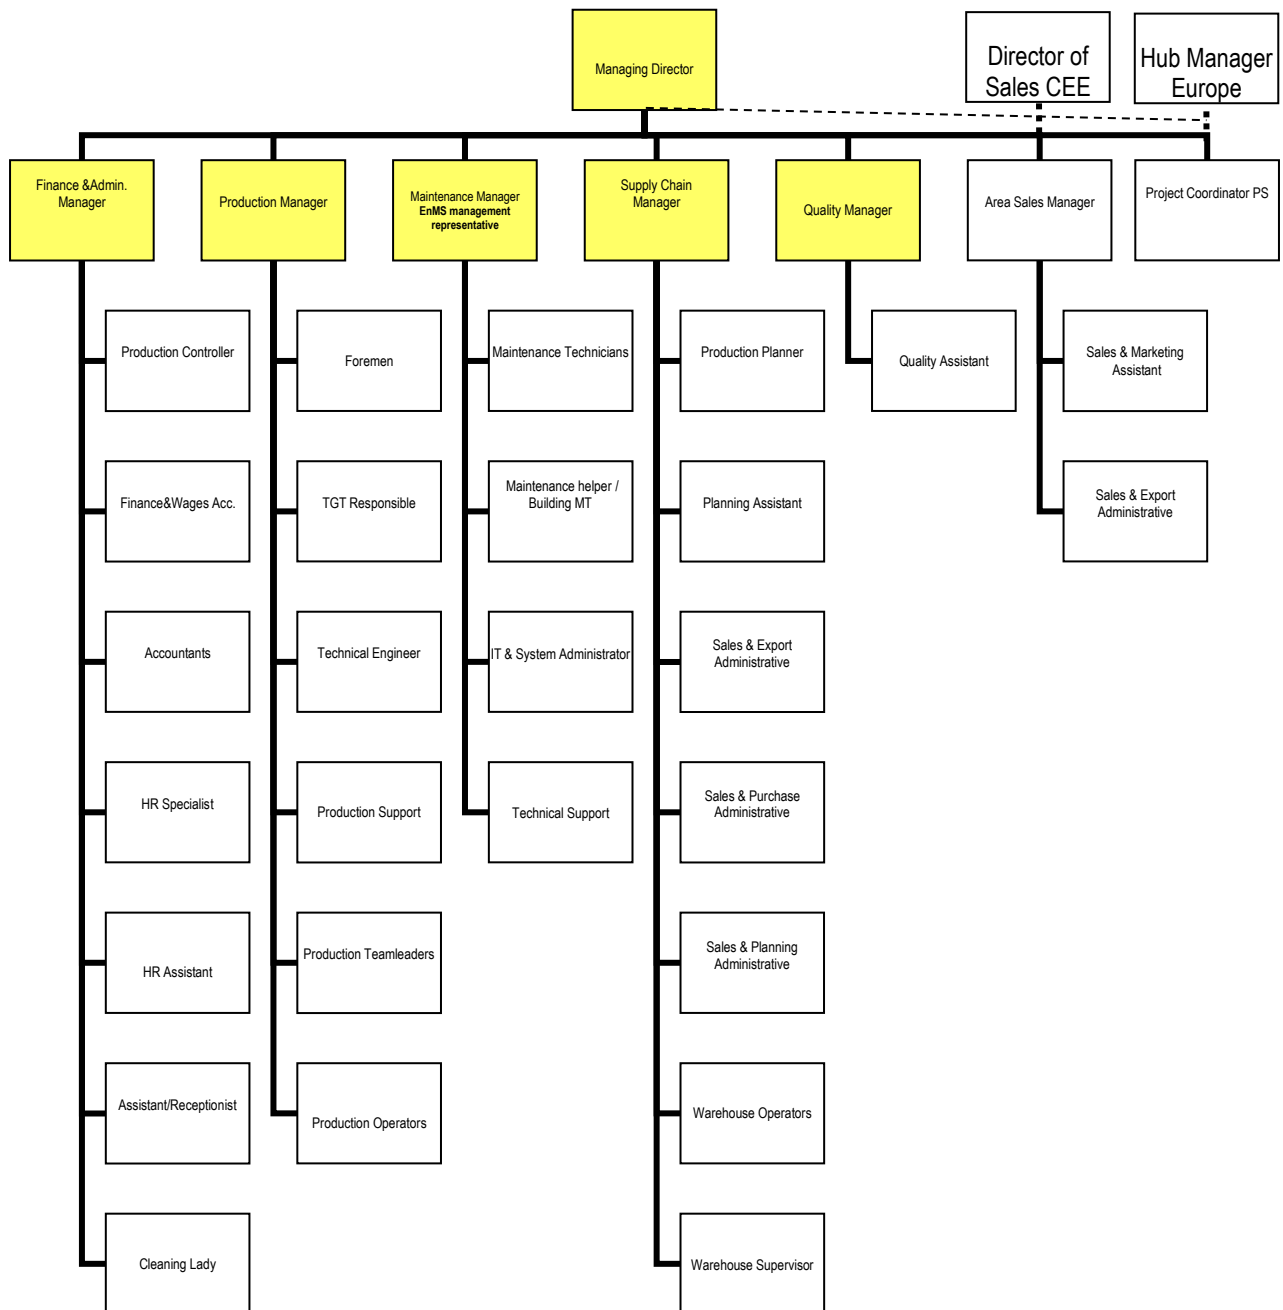 Managing Director
Director of
Sales CEE
Hub Manager
Europe
Finance &Admin.
Manager
Production Manager
Maintenance Manager
EnMS management
representative
Supply Chain
Manager
Quality Manager
Area Sales Manager
Project Coordinator PS
Production Controller
Foremen
Maintenance Technicians
Production Planner
Quality Assistant
Sales & Marketing
Assistant
Finance&Wages Acc.
TGT Responsible
Maintenance helper /
Building MT
Planning Assistant
Sales & Export
Administrative
Accountants
Technical Engineer
IT & System Administrator
Sales & Export
Administrative
HR Specialist
Production Support
Technical Support
Sales & Purchase
Administrative
HR Assistant
Production Teamleaders
Sales & Planning
Administrative
Assistant/Receptionist
Production Operators
Warehouse Operators
Cleaning Lady
Warehouse Supervisor